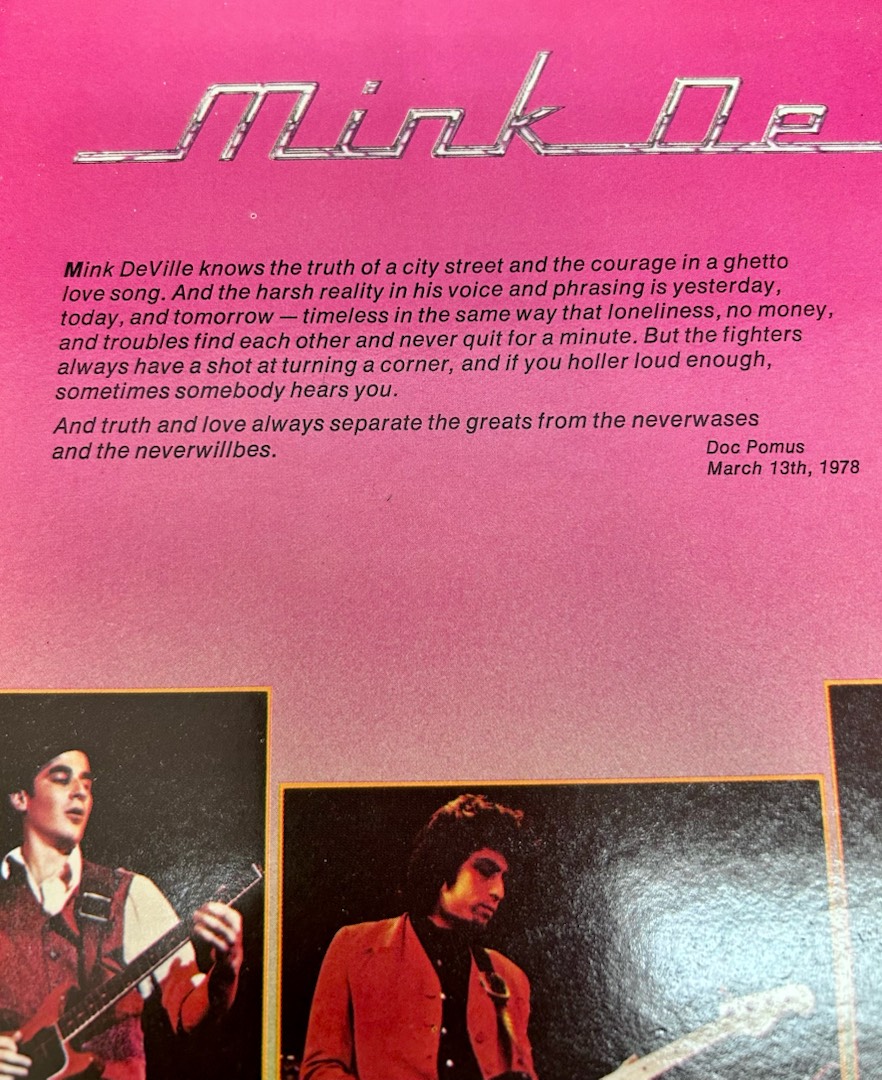 Mink De
Mink DeVille knows the truth of a city street and the courage in a ghetto
love song. And the harsh reality in his voice and phrasing is yesterday,
today, and tomorrow — timeless in the same way that loneliness, no money,
and troubles find each other and never quit for a minute. But the fighters
always have a shot at turning a corner, and if you holler loud enough,
sometimes somebody hears you.
And truth and love always separate the greats from the neverwases
and the neverwillbes.
Doc Pomus
March 13th, 1978